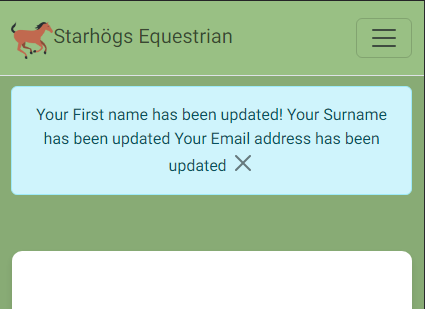 Starhögs Equestrian
Your First name has been updated! Your Surname
has been updated Your Email address has been
updated